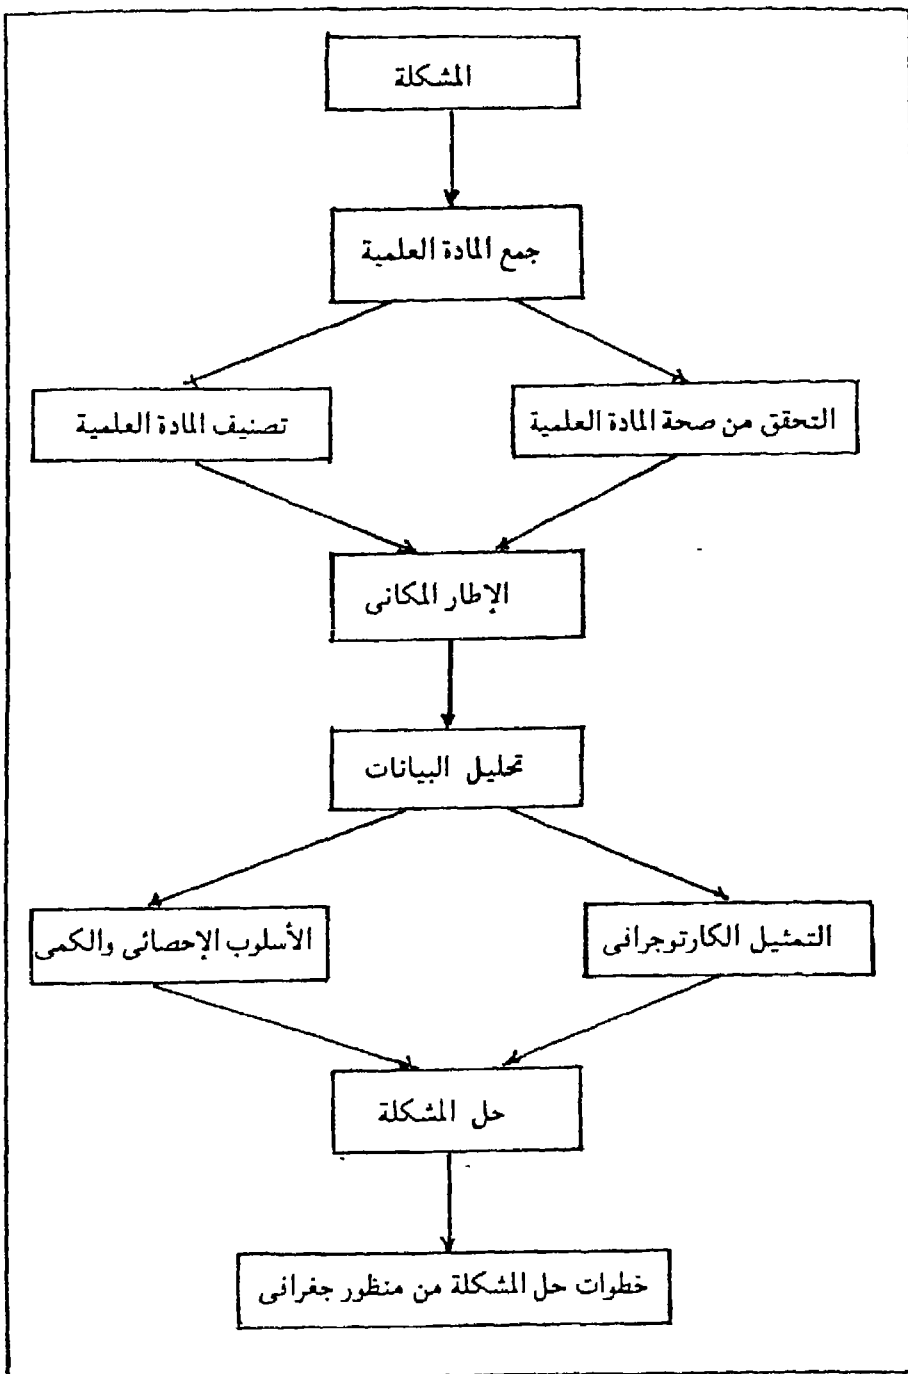 المشكلة
جمع المادة العلمية
التحقق من صحة المادة العلمية
تصنيف المادة العلمية
الإطار المكانى
تحليل البيانات
التمثيل الكارتوجرافى
الأسلوب الإحصائى والكمى
حل المشكلة
خطوات حل المشكلة من منظور جغرافى